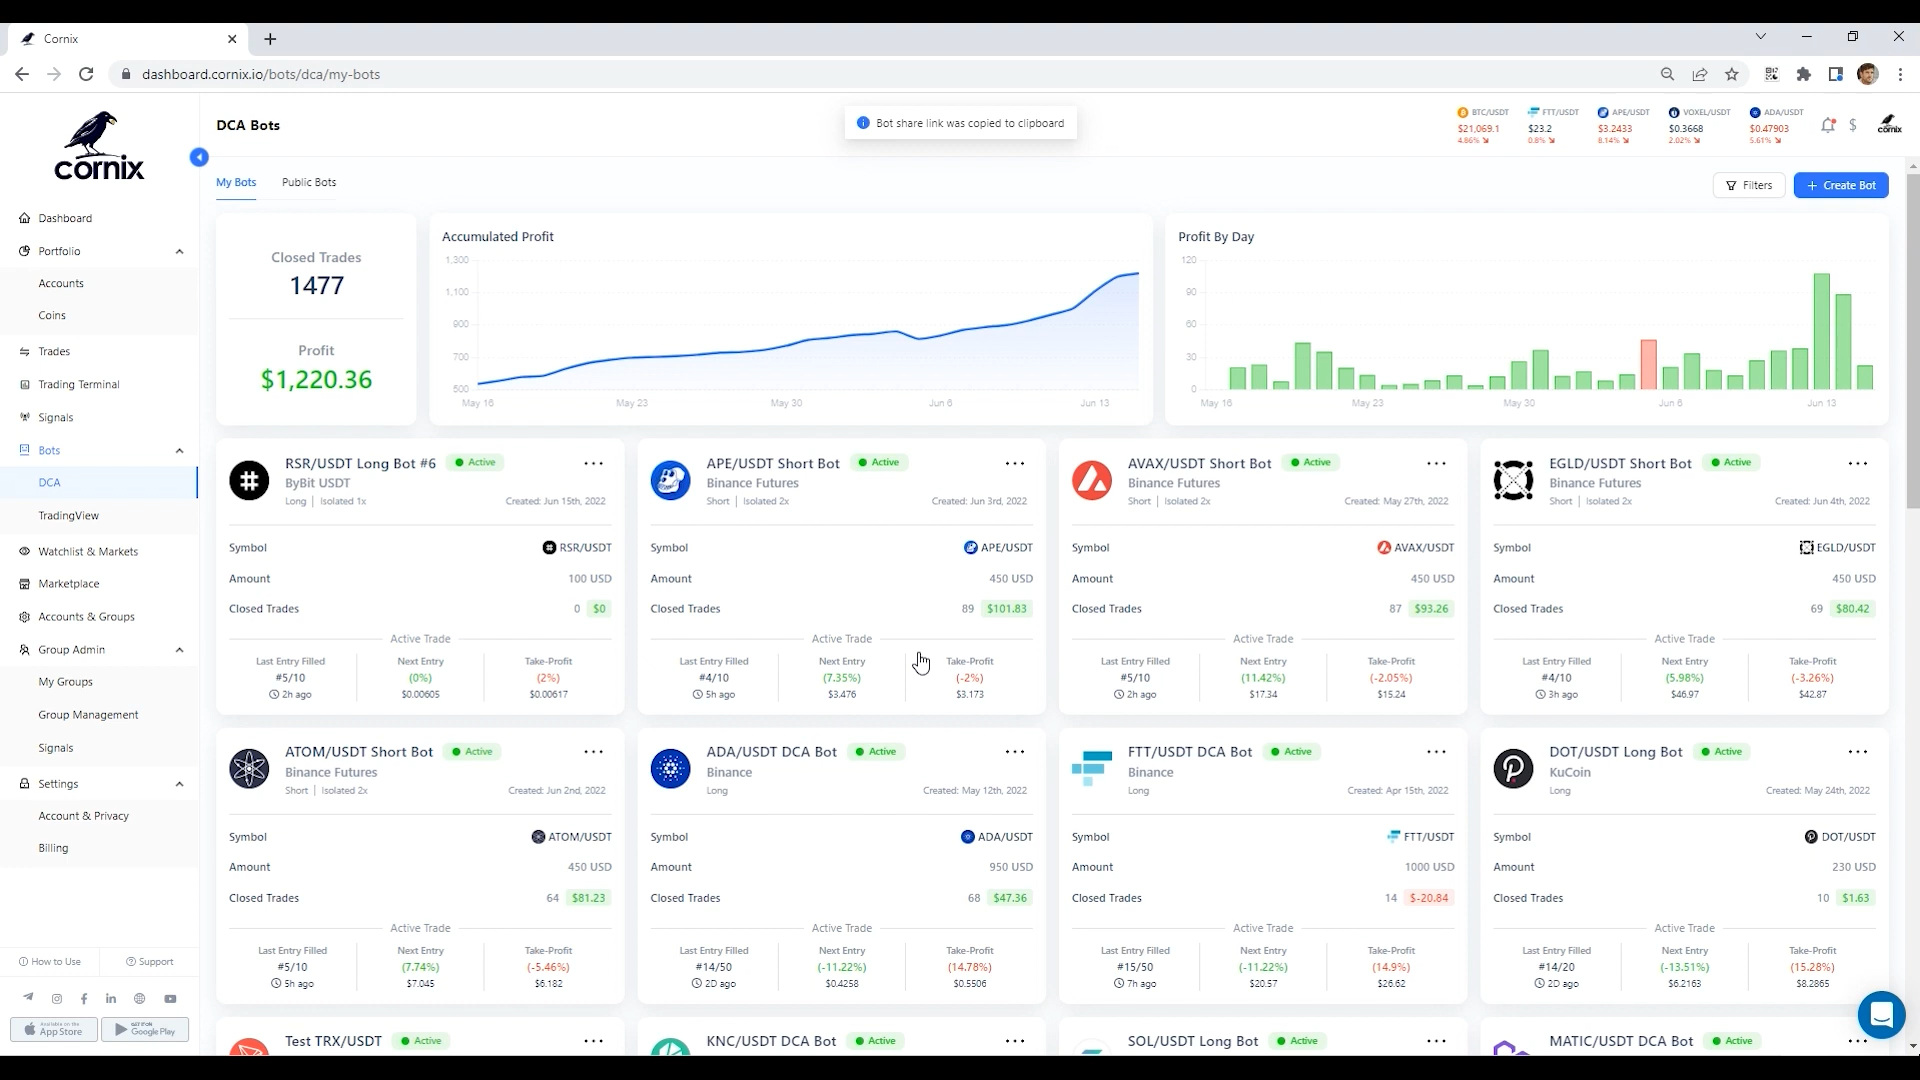 Cornix
dashboard.cornix.io/bots/dca/my-bots
cornix
DCA Bots
Bot share link was copied to clipboard
BTC/USDT
$21,069.1
4.86%
FTT/USDT
$23.2
0.8%
APE/USDT
$3.2433
8.14%
VOXEL/USDT
$0.3668
2.02%
ADA/USDT
$0.47903
5.61%
cornix
Dashboard
Portfolio
Accounts
Coins
Trades
Trading Terminal
Signals
Bots
DCA
TradingView
Watchlist & Markets
Marketplace
Accounts & Groups
Group Admin
My Groups
Group Management
Signals
Settings
Account & Privacy
Billing
How to Use
Support
Available on the
App Store
GET IT ON
Google Play
My Bots
Public Bots
Filters
+ Create Bot
Closed Trades
1477
Profit
$1,220.36
Accumulated Profit
1,300
1,100
900
700
500
May 16
May 23
May 30
Jun 6
Jun 13
Profit By Day
120
90
60
30
0
May 16
May 23
May 30
Jun 6
Jun 13
RSR/USDT Long Bot #6
Active
ByBit USDT
Long | Isolated 1x
Created: Jun 15th, 2022
Symbol
RSR/USDT
Amount
100 USD
Closed Trades
0 $0
Active Trade
Last Entry Filled
#5/10
2h ago
Next Entry
(0%)
$0.00605
Take-Profit
(2%)
$0.00617
APE/USDT Short Bot
Active
Binance Futures
Short | Isolated 2x
Created: Jun 3rd, 2022
Symbol
APE/USDT
Amount
450 USD
Closed Trades
89 $101.83
Active Trade
Last Entry Filled
#4/10
5h ago
Next Entry
(7.35%)
$3.476
Take-Profit
(-2%)
$3.173
AVAX/USDT Short Bot
Active
Binance Futures
Short | Isolated 2x
Created: May 27th, 2022
Symbol
AVAX/USDT
Amount
450 USD
Closed Trades
87 $93.26
Active Trade
Last Entry Filled
#5/10
2h ago
Next Entry
(11.42%)
$17.34
Take-Profit
(-2.05%)
$15.24
EGLD/USDT Short Bot
Active
Binance Futures
Short | Isolated 2x
Created: Jun 4th, 2022
Symbol
EGLD/USDT
Amount
450 USD
Closed Trades
69 $80.42
Active Trade
Last Entry Filled
#4/10
3h ago
Next Entry
(5.98%)
$46.97
Take-Profit
(-3.26%)
$42.87
ATOM/USDT Short Bot
Active
Binance Futures
Short | Isolated 2x
Created: Jun 2nd, 2022
Symbol
ATOM/USDT
Amount
450 USD
Closed Trades
64 $81.23
Active Trade
Last Entry Filled
#5/10
5h ago
Next Entry
(7.74%)
$7.045
Take-Profit
(-5.46%)
$6.182
ADA/USDT DCA Bot
Active
Binance
Long
Created: May 12th, 2022
Symbol
ADA/USDT
Amount
950 USD
Closed Trades
68 $47.36
Active Trade
Last Entry Filled
#14/50
2D ago
Next Entry
(-11.22%)
$0.4258
Take-Profit
(14.78%)
$0.5506
FTT/USDT DCA Bot
Active
Binance
Long
Created: Apr 15th, 2022
Symbol
FTT/USDT
Amount
1000 USD
Closed Trades
14 $-20.84
Active Trade
Last Entry Filled
#15/50
7h ago
Next Entry
(-11.22%)
$20.57
Take-Profit
(14.9%)
$26.62
DOT/USDT Long Bot
Active
KuCoin
Long
Created: May 24th, 2022
Symbol
DOT/USDT
Amount
230 USD
Closed Trades
10 $1.63
Active Trade
Last Entry Filled
#14/20
2D ago
Next Entry
(-13.51%)
$6.2163
Take-Profit
(15.28%)
$8.2865
Test TRX/USDT
Active
KNC/USDT DCA Bot
Active
SOL/USDT Long Bot
Active
MATIC/USDT DCA Bot
Active